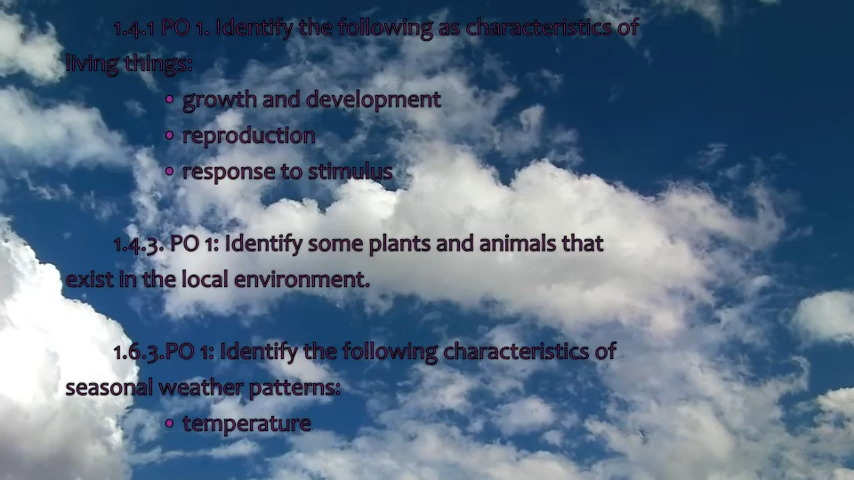 1.4.1 PO 1. Identify the following as characteristics of
living things:
• growth and development
• reproduction
• response to stimulus
1.4.3. PO 1: Identify some plants and animals that
exist in the local environment.
1.6.3.PO 1: Identify the following characteristics of
seasonal weather patterns:
• temperature